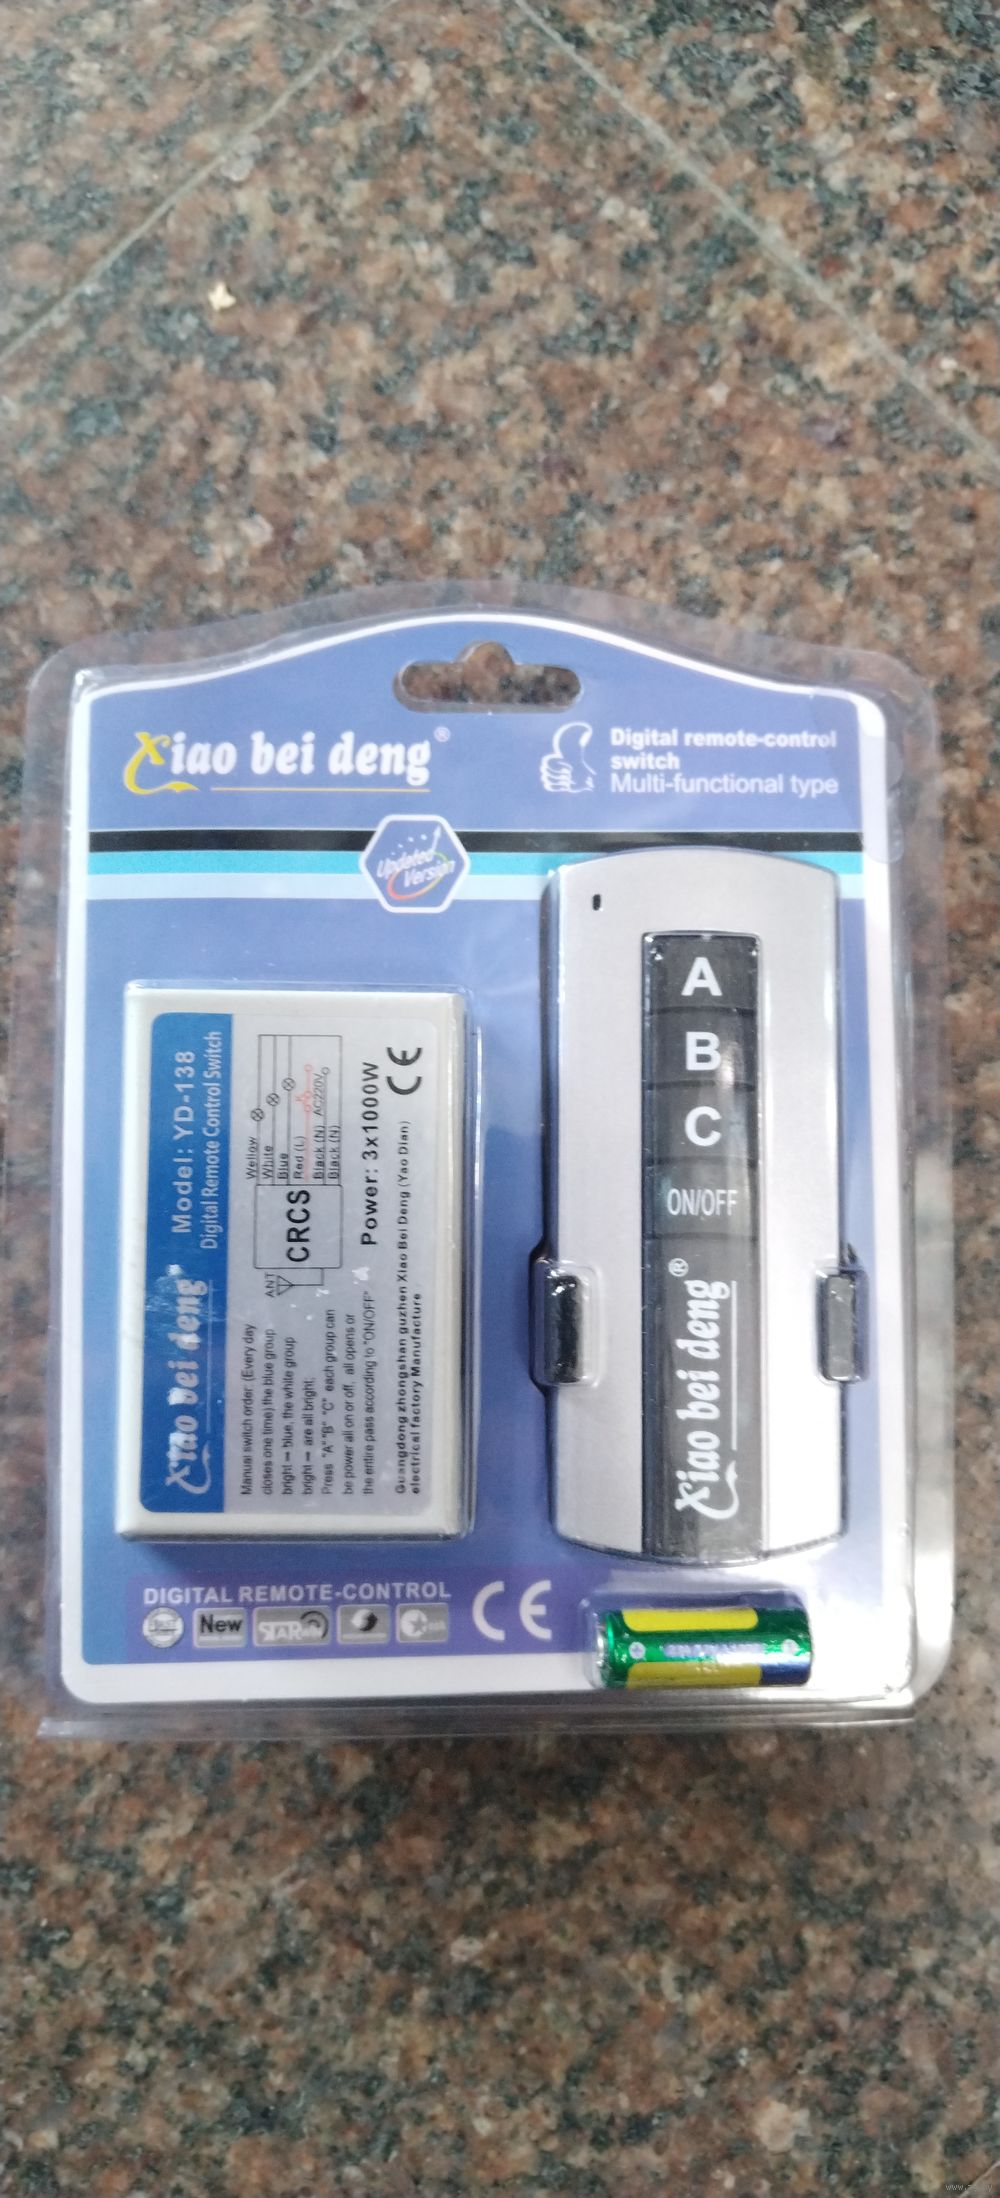 Xiao bei deng®
Digital remote-control
switch
Multi-functional type
Updated
Version
A
B
C
ON/OFF
Xiao bei deng®
Xiao bei deng
Model: YD-138
Digital Remote Control Switch
Manual switch order: (Every day
closes one time) the blue group
bright → blue, the white group
bright → are all bright.
Press "A" "B" "C" each group can
be power all on or off, all opens or
the entire pass according to "ON/OFF"
ANT
CRCS
Wellow
White
Blue
Red (L)
Black (N)
Black (N)
K
AC220V
Power: 3x1000W
Guangdong zhongshan guzhen Xiao Bei Deng (Yao Dian)
electrical factory Manufacture
CE
DIGITAL REMOTE-CONTROL
New
STAR
CE